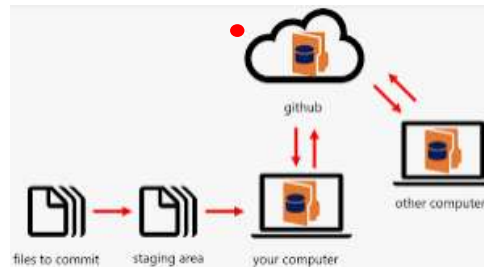 github
other computer
files to commit
staging area
your computer